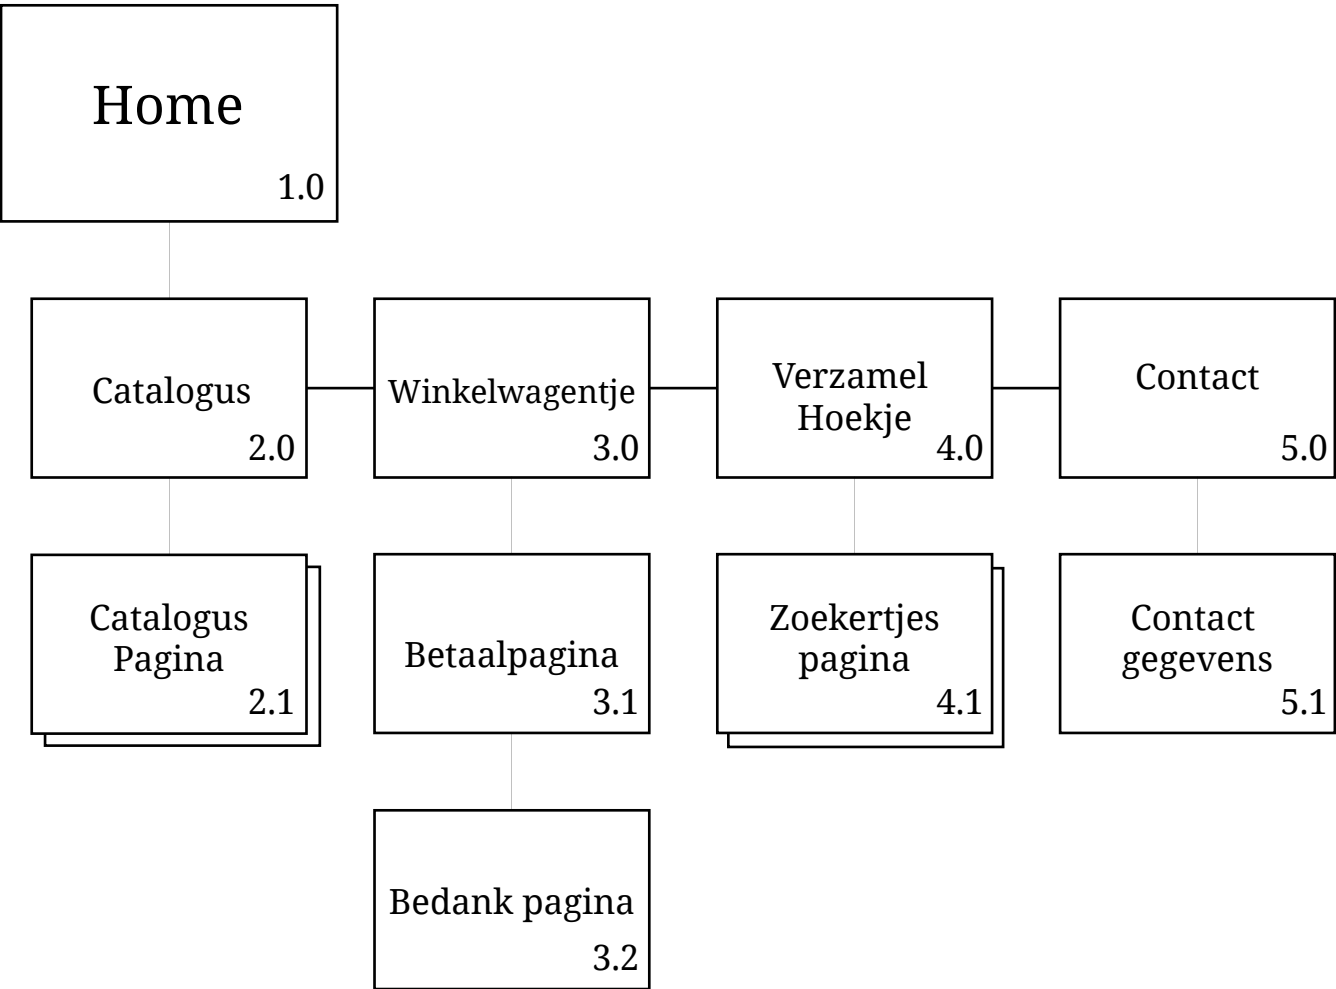 Home
1.0
Catalogus
2.0
Winkelwagentje
3.0
Verzamel
Hoekje
4.0
Contact
5.0
Catalogus
Pagina
2.1
Betaalpagina
3.1
Zoekertjes
pagina
4.1
Contact
gegevens
5.1
Bedank pagina
3.2